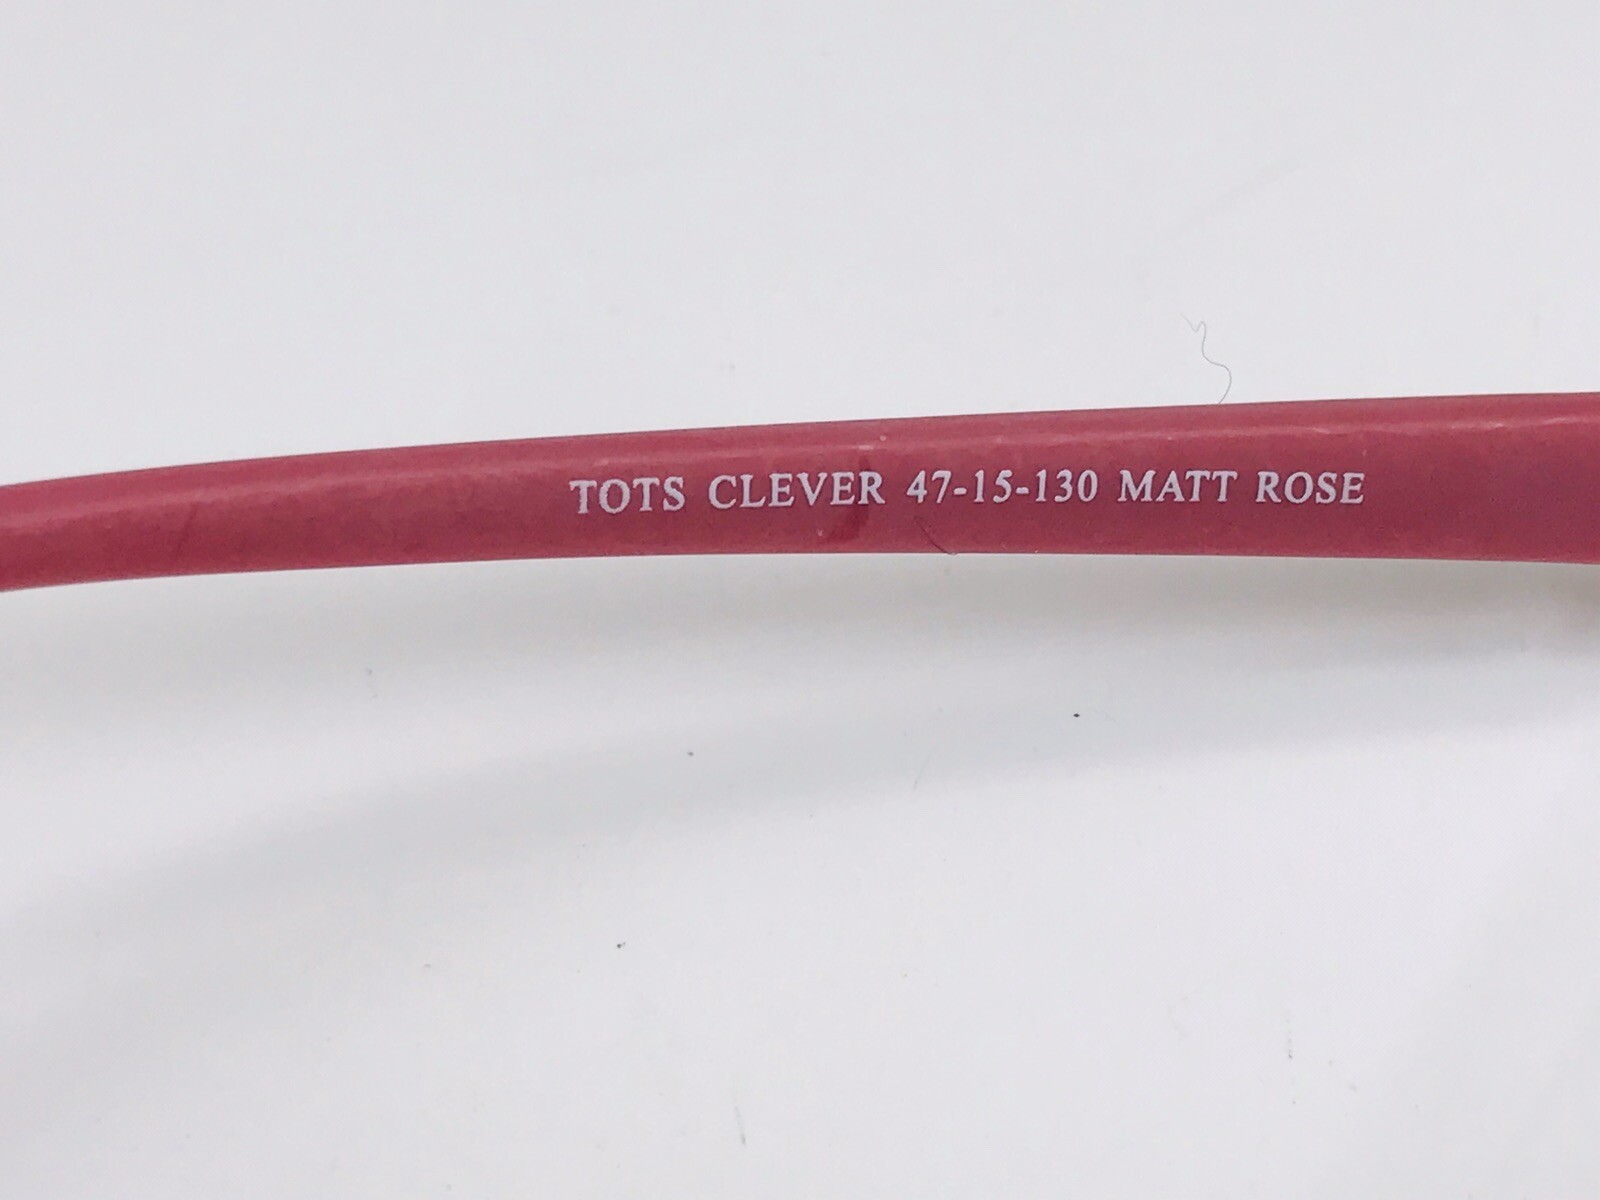 TOTS CLEVER 47-15-130 MATT ROSE